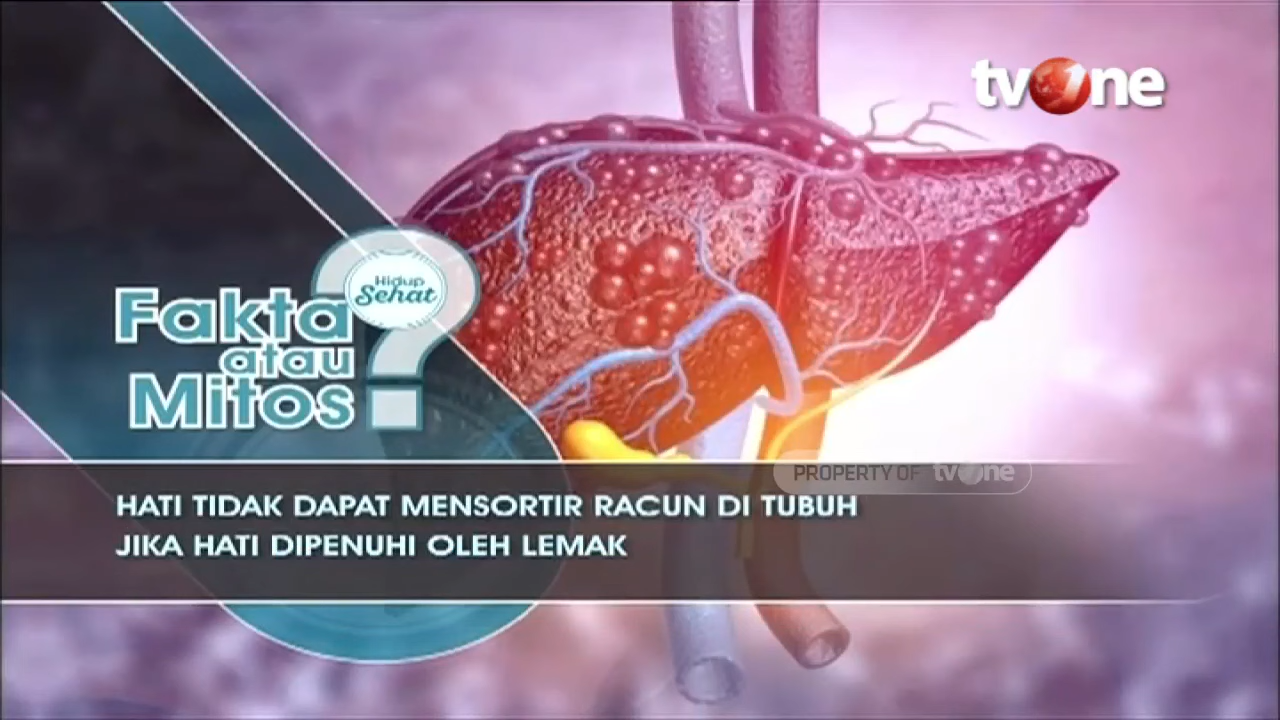 tvOne
Hidup
Sehat
Fakta
atau
Mitos?
PROPERTY OF tvOne
HATI TIDAK DAPAT MENSORTIR RACUN DI TUBUH
JIKA HATI DIPENUHI OLEH LEMAK